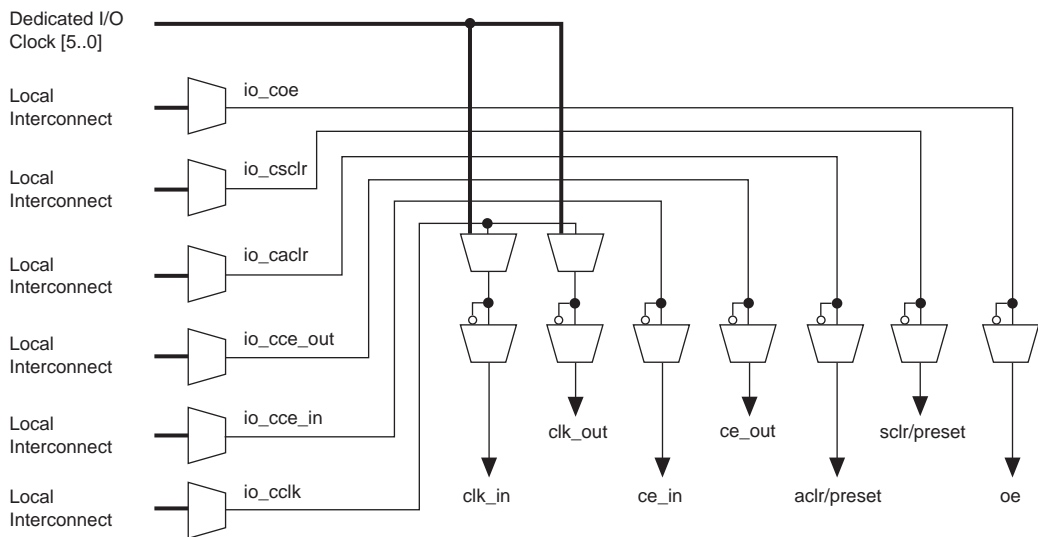 Dedicated I/O
Clock [5..0]
Local
Interconnect
io_coe
Local
Interconnect
io_csclr
Local
Interconnect
io_caclr
Local
Interconnect
io_cce_out
Local
Interconnect
io_cce_in
Local
Interconnect
io_cclk
clk_out
ce_out
sclr/preset
clk_in
ce_in
aclr/preset
oe